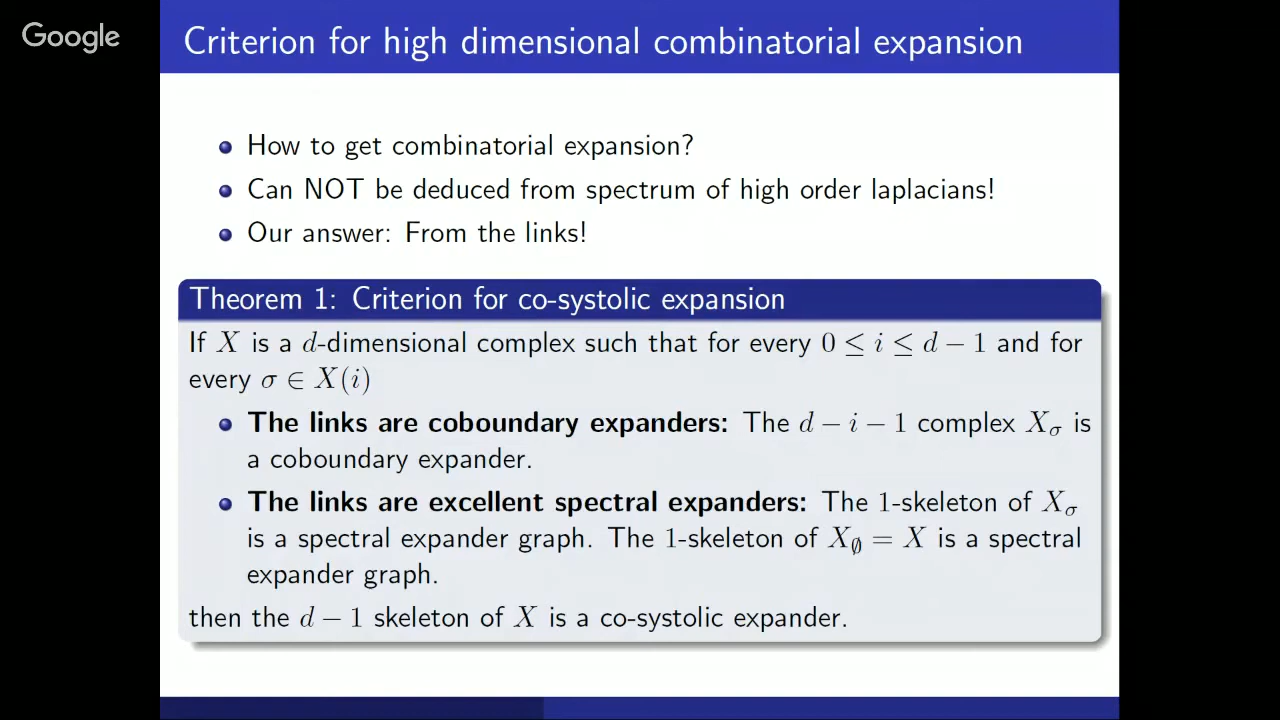 Google
Criterion for high dimensional combinatorial expansion
How to get combinatorial expansion?
Can NOT be deduced from spectrum of high order laplacians!
Our answer: From the links!
Theorem 1: Criterion for co-systolic expansion
If X is a d-dimensional complex such that for every 0 ≤ i ≤ d − 1 and for
every σ ∈ X(i)
The links are coboundary expanders: The d − i − 1 complex X_σ is
a coboundary expander.
The links are excellent spectral expanders: The 1-skeleton of X_σ
is a spectral expander graph. The 1-skeleton of X_∅ = X is a spectral
expander graph.
then the d − 1 skeleton of X is a co-systolic expander.